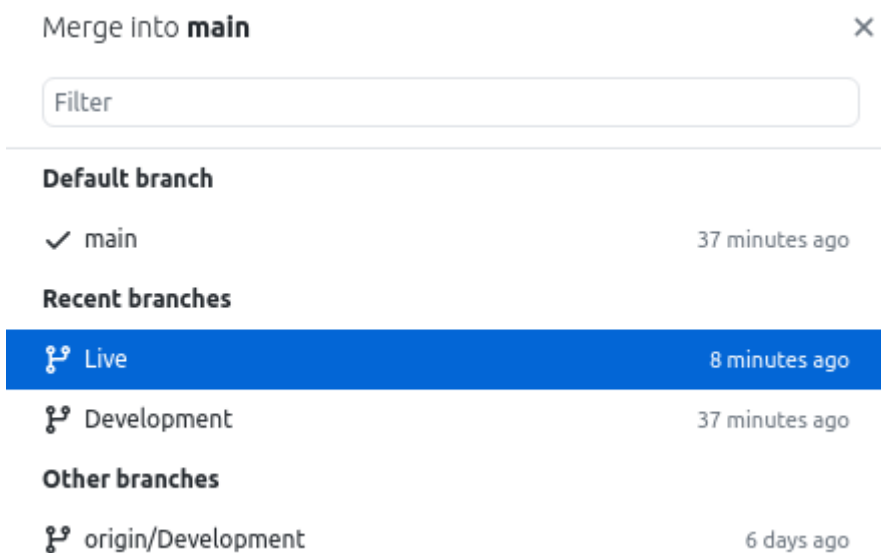 Merge into main
Filter
Default branch
main 37 minutes ago
Recent branches
Live 8 minutes ago
Development 37 minutes ago
Other branches
origin/Development 6 days ago